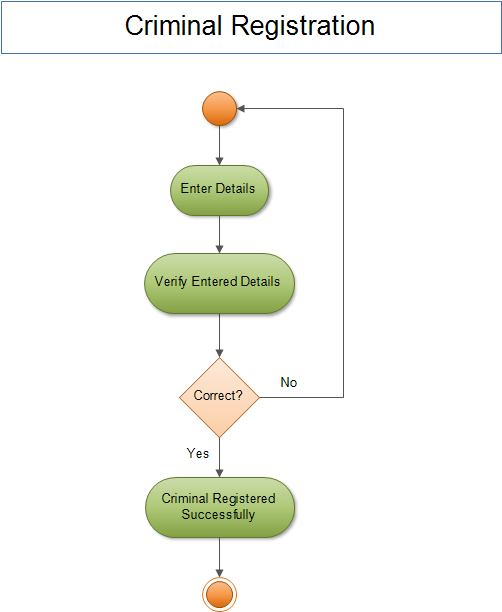 Criminal Registration
Enter Details
Verify Entered Details
Correct?
No
Yes
Criminal Registered
Successfully